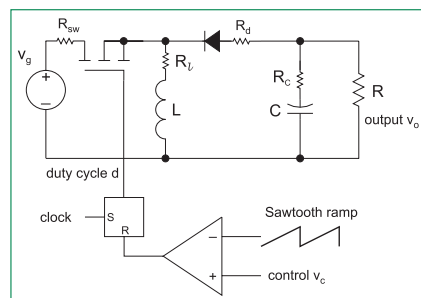 R_sw
R_d
v_g
+
−
R_l
R_C
L
C
R
output v_o
duty cycle d
clock
S
R
Sawtooth ramp
−
+
control v_c